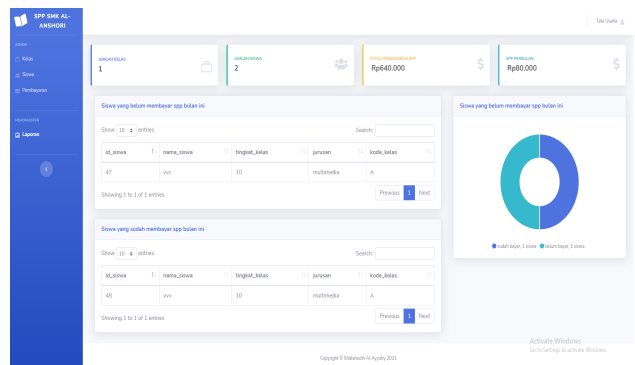 SPP SMK AL-
ANSHORI
Tata Usaha
ADMIN
Kelas
Siswa
Pembayaran
Laporan
JUMLAH KELAS
1
JUMLAH SISWA
2
TOTAL PEMBAYARAN SPP
Rp640.000
SPP PERBULAN
Rp80.000
Siswa yang belum membayar spp bulan ini
Show 10 entries Search:
id_siswa nama_siswa tingkat_kelas jurusan kode_kelas
47 vvc 10 multimedia A
Showing 1 to 1 of 1 entries Previous 1 Next
Siswa yang sudah membayar spp bulan ini
Show 10 entries Search:
id_siswa nama_siswa tingkat_kelas jurusan kode_kelas
48 vvv 10 multimedia A
Showing 1 to 1 of 1 entries Previous 1 Next
Siswa yang belum membayar spp bulan ini
sudah bayar, 1 siswa belum bayar, 1 siswa
Copyright © Shalahudin Al Ayyuby 2021
Activate Windows
Go to Settings to activate Windows.